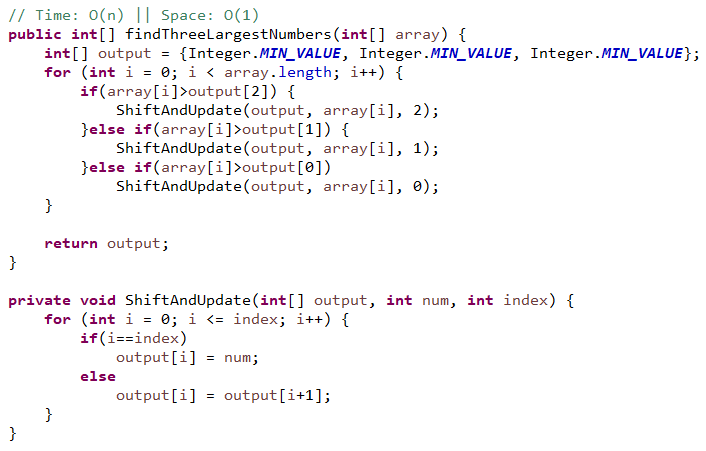 // Time: O(n) || Space: O(1)
public int[] findThreeLargestNumbers(int[] array) {
    int[] output = {Integer.MIN_VALUE, Integer.MIN_VALUE, Integer.MIN_VALUE};
    for (int i = 0; i < array.length; i++) {
        if(array[i]>output[2]) {
            ShiftAndUpdate(output, array[i], 2);
        }else if(array[i]>output[1]) {
            ShiftAndUpdate(output, array[i], 1);
        }else if(array[i]>output[0])
            ShiftAndUpdate(output, array[i], 0);
    }

    return output;
}

private void ShiftAndUpdate(int[] output, int num, int index) {
    for (int i = 0; i <= index; i++) {
        if(i==index)
            output[i] = num;
        else
            output[i] = output[i+1];
    }
}